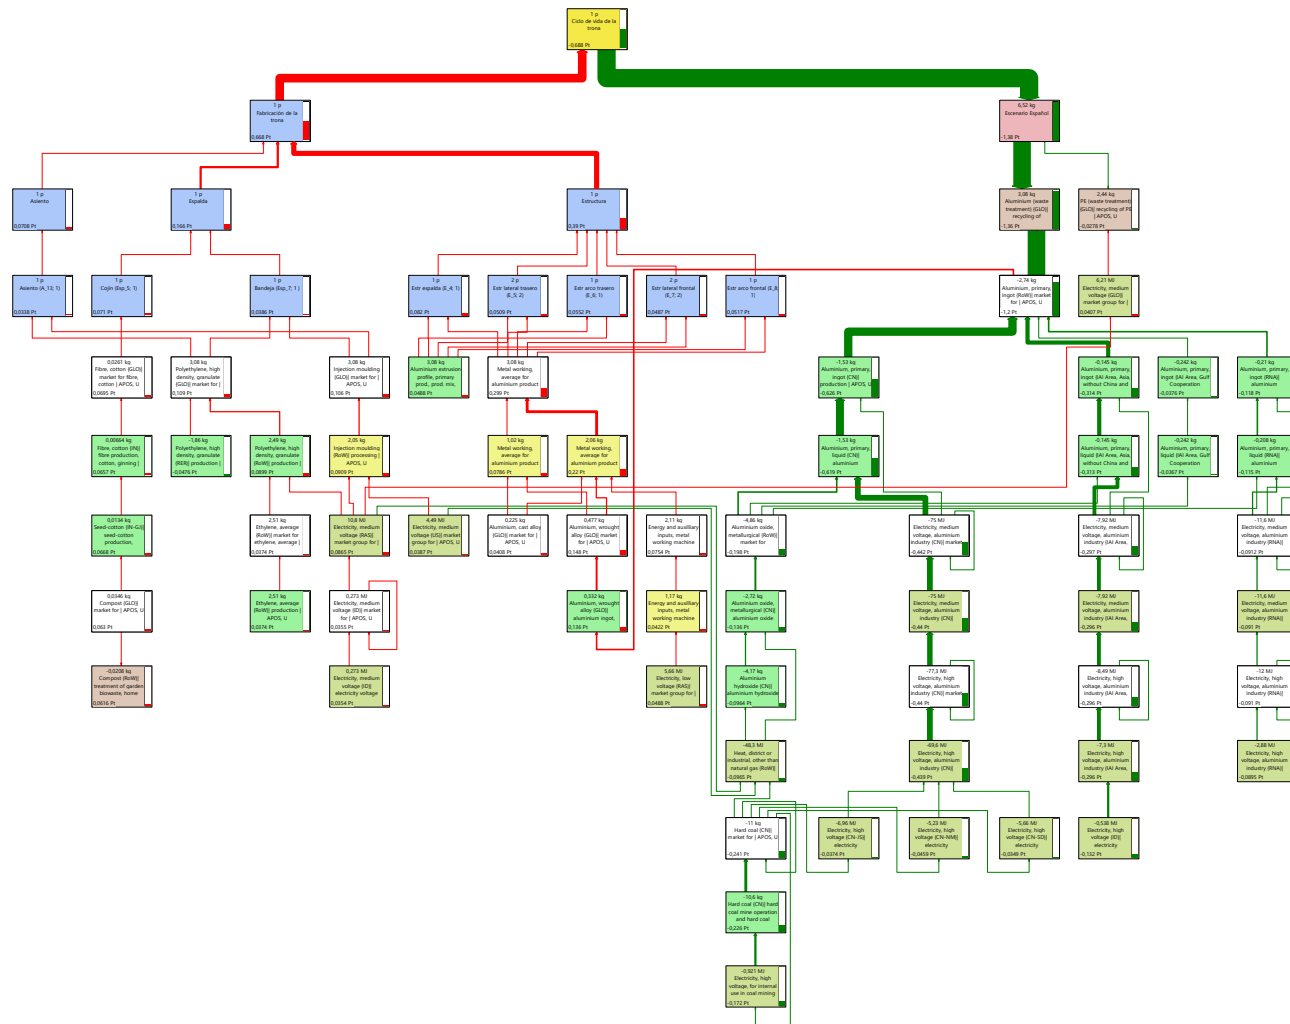 1 p
Ciclo de vida de la
trona
-0,688 Pt
1 p
Fabricación de la
trona
0,668 Pt
6,52 kg
Escenario Español
-1,38 Pt
1 p
Asiento
0,0708 Pt
1 p
Espalda
0,166 Pt
1 p
Estructura
0,39 Pt
3,08 kg
Aluminium (waste
treatment) {GLO}|
recycling of
-1,36 Pt
2,44 kg
PE (waste treatment)
{GLO}| recycling of PE
| APOS, U
-0,0278 Pt
1 p
Asiento (A_13; 1)
0,0338 Pt
1 p
Cojín (Esp_5; 1)
0,071 Pt
1 p
Bandeja (Esp_7; 1 )
0,0386 Pt
1 p
Estr espalda (E_4; 1)
0,082 Pt
2 p
Estr lateral trasero
(E_5; 2)
0,0509 Pt
1 p
Estr arco trasero
(E_6; 1)
0,0552 Pt
2 p
Estr lateral frontal
(E_7; 2)
0,0487 Pt
1 p
Estr arco frontal (E_8;
1)
0,0517 Pt
-2,74 kg
Aluminium, primary,
ingot {RoW}| market
for | APOS, U
-1,2 Pt
6,21 MJ
Electricity, medium
voltage {GLO}|
market group for |
0,0407 Pt
0,0261 kg
Fibre, cotton {GLO}|
market for fibre,
cotton | APOS, U
0,0695 Pt
3,08 kg
Polyethylene, high
density, granulate
{GLO}| market for |
0,109 Pt
3,08 kg
Injection moulding
{GLO}| market for |
APOS, U
0,106 Pt
3,08 kg
Aluminium extrusion
profile, primary
prod., prod. mix,
0,0488 Pt
3,08 kg
Metal working,
average for
aluminium product
0,299 Pt
-1,53 kg
Aluminium, primary,
ingot {CN}|
production | APOS, U
-0,626 Pt
-0,145 kg
Aluminium, primary,
ingot {IAI Area, Asia,
without China and
-0,314 Pt
-0,242 kg
Aluminium, primary,
ingot {IAI Area, Gulf
Cooperation
-0,0376 Pt
-0,21 kg
Aluminium, primary,
ingot {RNA}|
aluminium
-0,118 Pt
0,00664 kg
Fibre, cotton {IN}|
fibre production,
cotton, ginning |
0,0657 Pt
-1,86 kg
Polyethylene, high
density, granulate
{RER}| production |
-0,0476 Pt
2,49 kg
Polyethylene, high
density, granulate
{RoW}| production |
0,0899 Pt
2,05 kg
Injection moulding
{RoW}| processing |
APOS, U
0,0909 Pt
1,02 kg
Metal working,
average for
aluminium product
0,0786 Pt
2,06 kg
Metal working,
average for
aluminium product
0,22 Pt
-1,53 kg
Aluminium, primary,
liquid {CN}|
aluminium
-0,619 Pt
-0,145 kg
Aluminium, primary,
liquid {IAI Area, Asia,
without China and
-0,313 Pt
-0,242 kg
Aluminium, primary,
liquid {IAI Area, Gulf
Cooperation
-0,0367 Pt
-0,208 kg
Aluminium, primary,
liquid {RNA}|
aluminium
-0,115 Pt
0,0134 kg
Seed-cotton {IN-GJ}|
seed-cotton
production,
0,0668 Pt
2,51 kg
Ethylene, average
{RoW}| market for
ethylene, average |
0,0374 Pt
10,8 MJ
Electricity, medium
voltage {RAS}|
market group for |
0,0865 Pt
4,49 MJ
Electricity, medium
voltage {US}| market
group for | APOS, U
0,0387 Pt
0,225 kg
Aluminium, cast alloy
{GLO}| market for |
APOS, U
0,0408 Pt
0,477 kg
Aluminium, wrought
alloy {GLO}| market
for | APOS, U
0,148 Pt
2,11 kg
Energy and auxilliary
inputs, metal
working machine
0,0754 Pt
-4,86 kg
Aluminium oxide,
metallurgical {RoW}|
market for
-0,198 Pt
-75 MJ
Electricity, medium
voltage, aluminium
industry {CN}| market
-0,442 Pt
-7,92 MJ
Electricity, medium
voltage, aluminium
industry {IAI Area,
-0,297 Pt
-11,6 MJ
Electricity, medium
voltage, aluminium
industry {RNA}|
-0,0912 Pt
0,0346 kg
Compost {GLO}|
market for | APOS, U
0,063 Pt
2,51 kg
Ethylene, average
{RoW}| production |
APOS, U
0,0374 Pt
0,273 MJ
Electricity, medium
voltage {ID}| market
for | APOS, U
0,0355 Pt
0,332 kg
Aluminium, wrought
alloy {GLO}|
aluminium ingot,
0,136 Pt
1,17 kg
Energy and auxilliary
inputs, metal
working machine
0,0422 Pt
-2,72 kg
Aluminium oxide,
metallurgical {CN}|
aluminium oxide
-0,136 Pt
-75 MJ
Electricity, medium
voltage, aluminium
industry {CN}|
-0,44 Pt
-7,92 MJ
Electricity, medium
voltage, aluminium
industry {IAI Area,
-0,296 Pt
-11,6 MJ
Electricity, medium
voltage, aluminium
industry {RNA}|
-0,091 Pt
-0,0208 kg
Compost {RoW}|
treatment of garden
biowaste, home
0,0616 Pt
0,273 MJ
Electricity, medium
voltage {ID}|
electricity voltage
0,0354 Pt
5,66 MJ
Electricity, low
voltage {RAS}|
market group for |
0,0488 Pt
-4,17 kg
Aluminium
hydroxide {CN}|
aluminium hydroxide
-0,0964 Pt
-77,3 MJ
Electricity, high
voltage, aluminium
industry {CN}| market
-0,44 Pt
-8,49 MJ
Electricity, high
voltage, aluminium
industry {IAI Area,
-0,296 Pt
-12 MJ
Electricity, high
voltage, aluminium
industry {RNA}|
-0,091 Pt
-48,3 MJ
Heat, district or
industrial, other than
natural gas {RoW}|
-0,0965 Pt
-69,6 MJ
Electricity, high
voltage, aluminium
industry {CN}|
-0,439 Pt
-7,3 MJ
Electricity, high
voltage, aluminium
industry {IAI Area,
-0,296 Pt
-2,88 MJ
Electricity, high
voltage, aluminium
industry {RNA}|
-0,0895 Pt
-11 kg
Hard coal {CN}|
market for | APOS, U
-0,241 Pt
-6,96 MJ
Electricity, high
voltage {CN-JS}|
electricity
-0,0374 Pt
-5,23 MJ
Electricity, high
voltage {CN-NM}|
electricity
-0,0459 Pt
-5,66 MJ
Electricity, high
voltage {CN-SD}|
electricity
-0,0349 Pt
-0,538 MJ
Electricity, high
voltage {ID}|
electricity
-0,132 Pt
-10,6 kg
Hard coal {CN}| hard
coal mine operation
and hard coal
-0,226 Pt
-0,921 MJ
Electricity, high
voltage, for internal
use in coal mining
-0,172 Pt